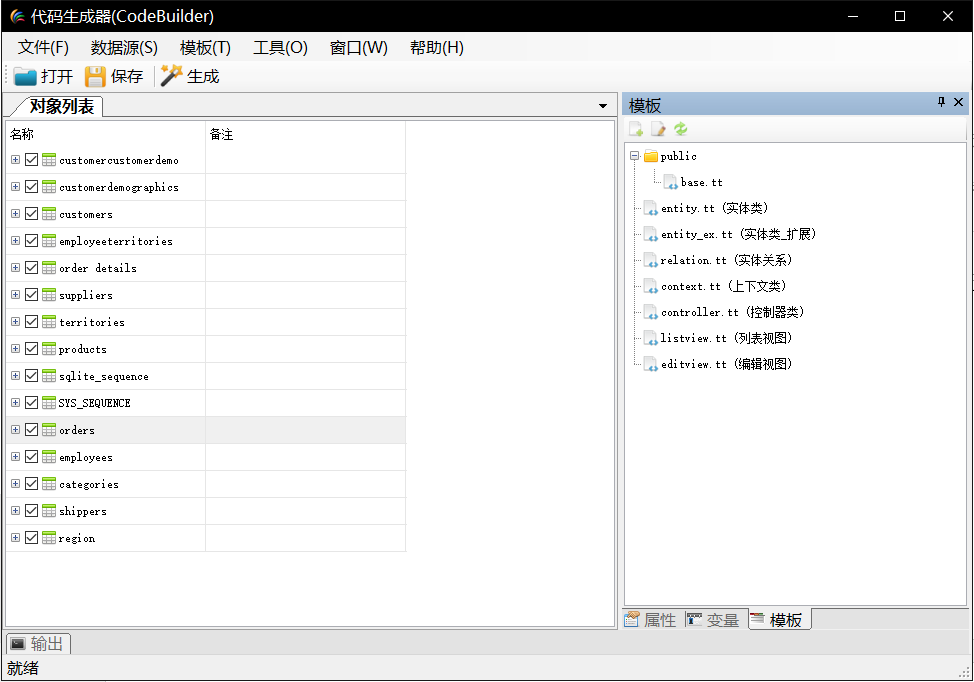 代码生成器(CodeBuilder)
文件(F) 数据源(S) 模板(T) 工具(O) 窗口(W) 帮助(H)
打开 保存 生成
对象列表
名称 备注
customercustomerdemo
customerdemographics
customers
employeeterritories
order details
suppliers
territories
products
sqlite_sequence
SYS_SEQUENCE
orders
employees
categories
shippers
region
模板
public
base.tt
entity.tt (实体类)
entity_ex.tt (实体类_扩展)
relation.tt (实体关系)
context.tt (上下文类)
controller.tt (控制器类)
listview.tt (列表视图)
editview.tt (编辑视图)
属性 变量 模板
输出
就绪